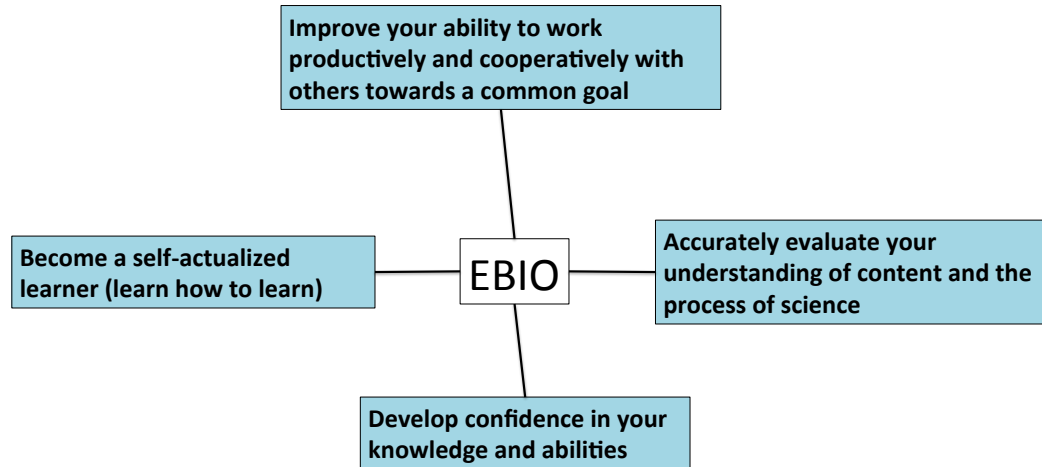 Improve your ability to work
productively and cooperatively with
others towards a common goal
Become a self-actualized
learner (learn how to learn)
EBIO
Accurately evaluate your
understanding of content and the
process of science
Develop confidence in your
knowledge and abilities